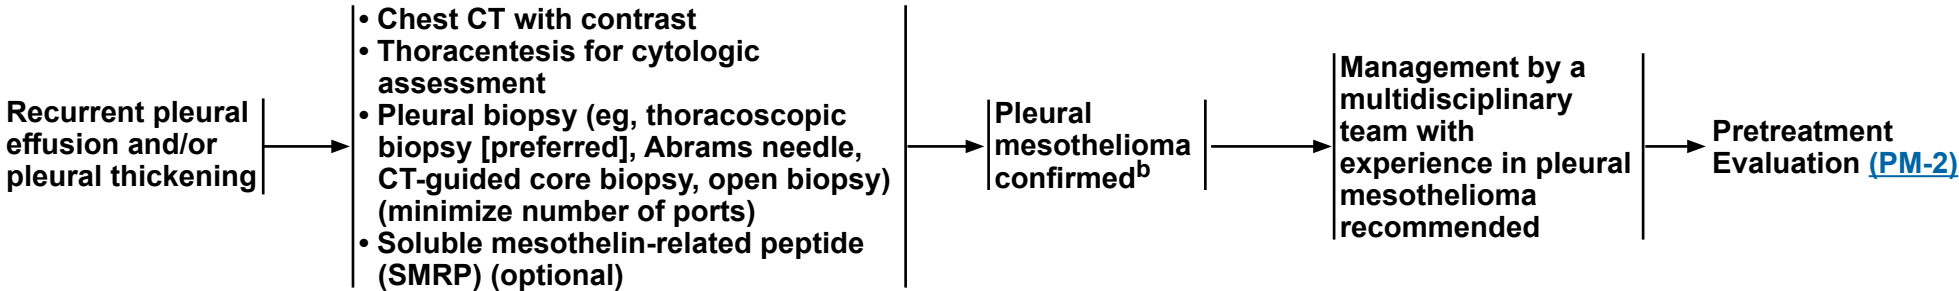 Recurrent pleural
effusion and/or
pleural thickening
• Chest CT with contrast
• Thoracentesis for cytologic
assessment
• Pleural biopsy (eg, thoracoscopic
biopsy [preferred], Abrams needle,
CT-guided core biopsy, open biopsy)
(minimize number of ports)
• Soluble mesothelin-related peptide
(SMRP) (optional)
Pleural
mesothelioma
confirmedb
Management by a
multidisciplinary
team with
experience in pleural
mesothelioma
recommended
Pretreatment
Evaluation (PM-2)